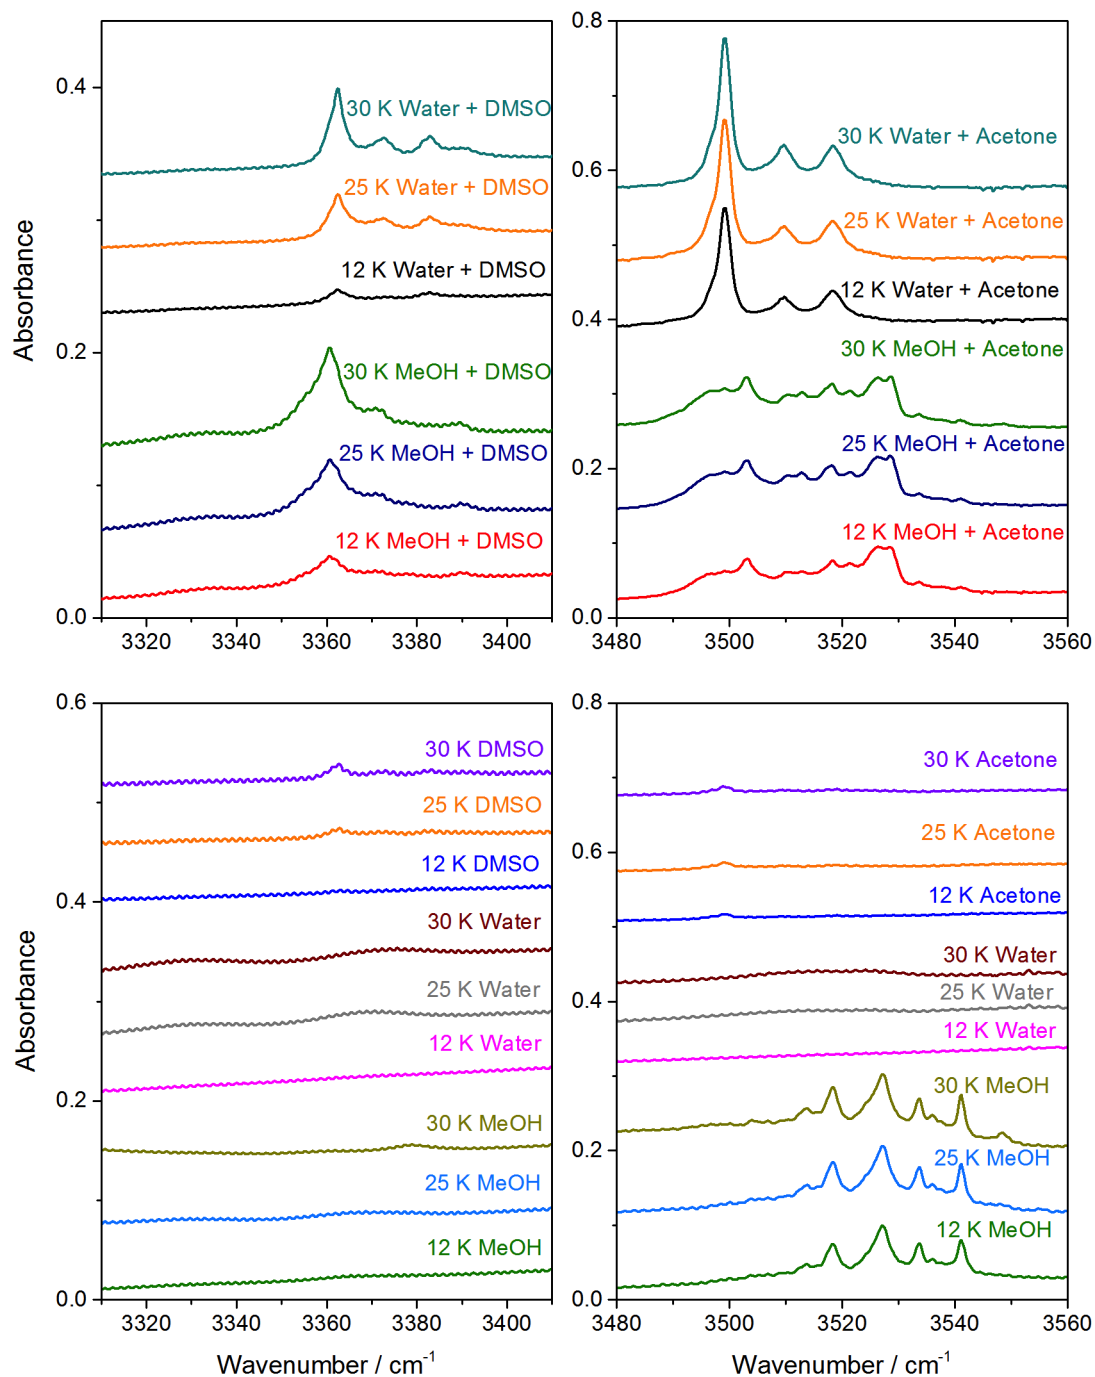 Absorbance
0.4
0.2
0.0
30 K Water + DMSO
25 K Water + DMSO
12 K Water + DMSO
30 K MeOH + DMSO
25 K MeOH + DMSO
12 K MeOH + DMSO
3320 3340 3360 3380 3400
0.8
0.6
0.4
0.2
0.0
30 K Water + Acetone
25 K Water + Acetone
12 K Water + Acetone
30 K MeOH + Acetone
25 K MeOH + Acetone
12 K MeOH + Acetone
3480 3500 3520 3540 3560
Absorbance
0.6
0.4
0.2
0.0
30 K DMSO
25 K DMSO
12 K DMSO
30 K Water
25 K Water
12 K Water
30 K MeOH
25 K MeOH
12 K MeOH
3320 3340 3360 3380 3400
Wavenumber / cm⁻¹
0.8
0.6
0.4
0.2
0.0
30 K Acetone
25 K Acetone
12 K Acetone
30 K Water
25 K Water
12 K Water
30 K MeOH
25 K MeOH
12 K MeOH
3480 3500 3520 3540 3560
Wavenumber / cm⁻¹